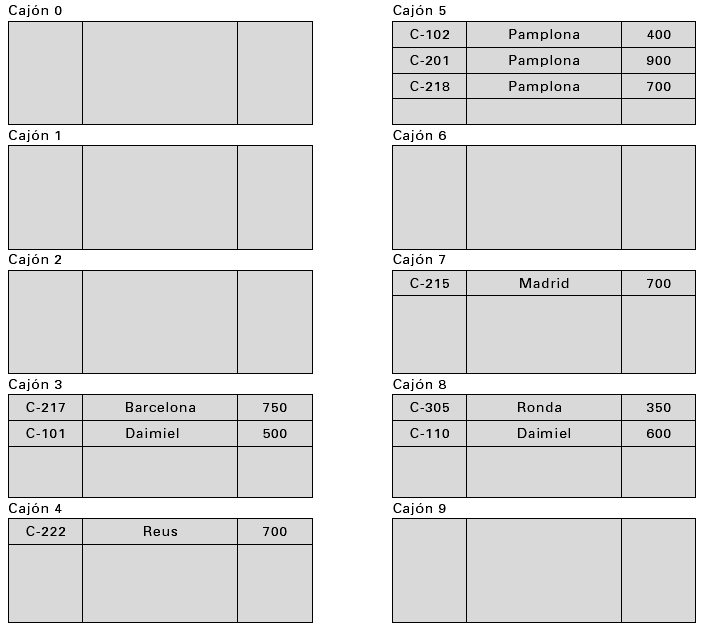 Cajón 0
Cajón 1
Cajón 2
Cajón 3
C-217 Barcelona 750
C-101 Daimiel 500
Cajón 4
C-222 Reus 700
Cajón 5
C-102 Pamplona 400
C-201 Pamplona 900
C-218 Pamplona 700
Cajón 6
Cajón 7
C-215 Madrid 700
Cajón 8
C-305 Ronda 350
C-110 Daimiel 600
Cajón 9